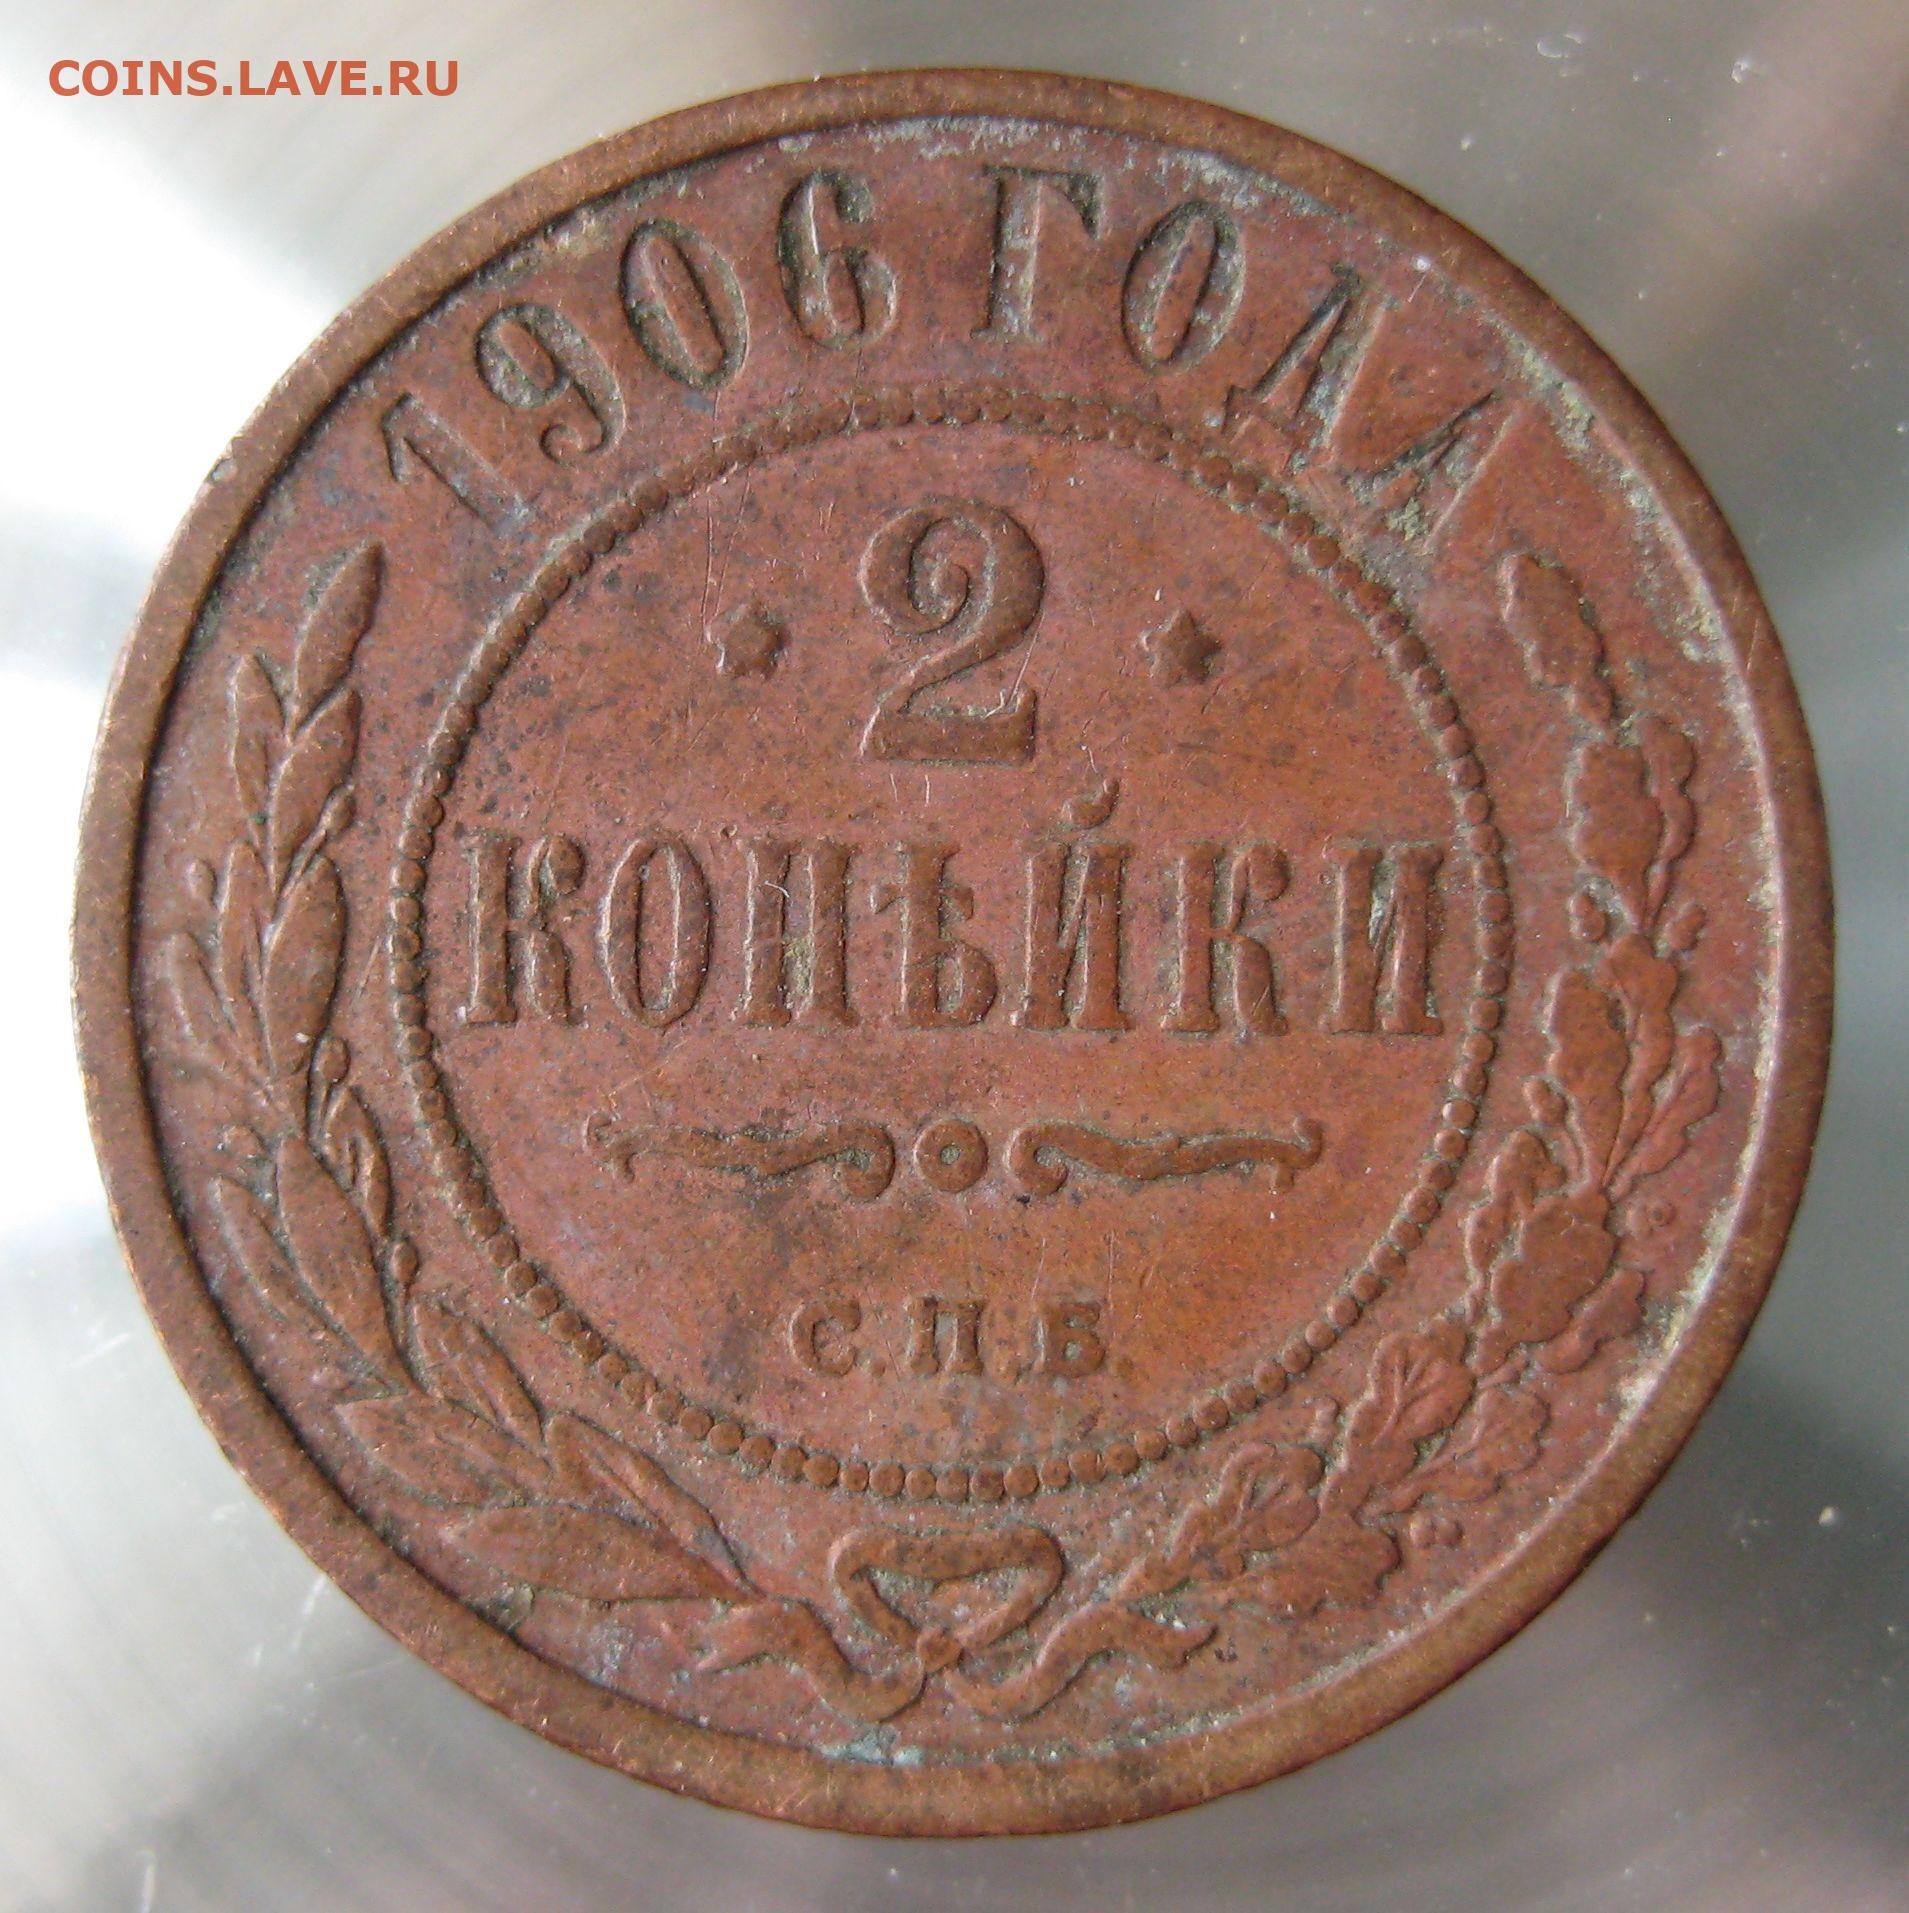 COINS.LAVE.RU
1906 ГОДА
2
КОПѢЙКИ
С.П.Б.